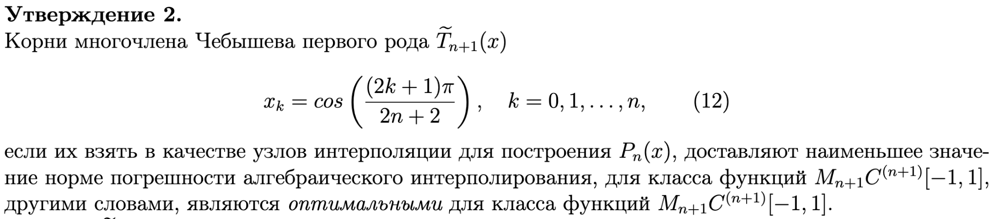 Утверждение 2.
Корни многочлена Чебышева первого рода $\widetilde{T}_{n+1}(x)$
$x_k = cos\left(\frac{(2k+1)\pi}{2n+2}\right), \quad k = 0, 1, \ldots, n, \qquad (12)$
если их взять в качестве узлов интерполяции для построения $P_n(x)$, доставляют наименьшее значе-
ние норме погрешности алгебраического интерполирования, для класса функций $M_{n+1}C^{(n+1)}[-1, 1]$,
другими словами, являются оптимальными для класса функций $M_{n+1}C^{(n+1)}[-1, 1]$.